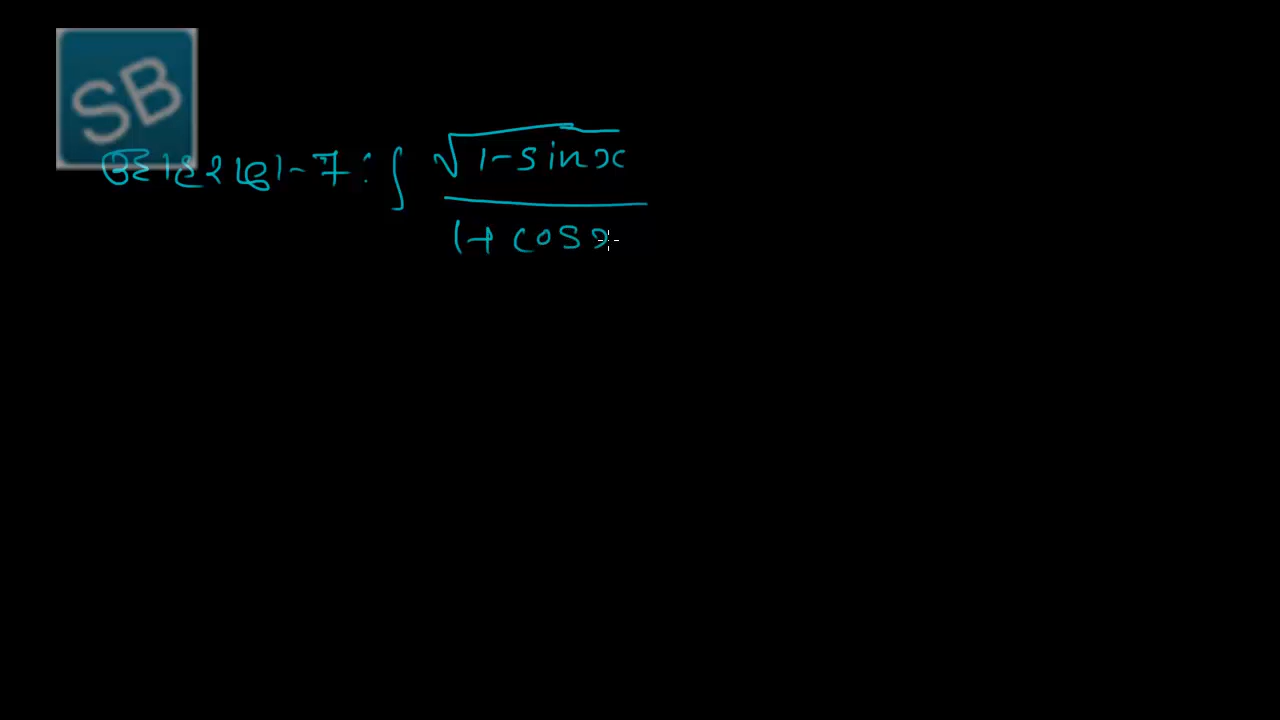 SB
উদাহরণ-7: ∫ √(1-sinx) / (1+cosx